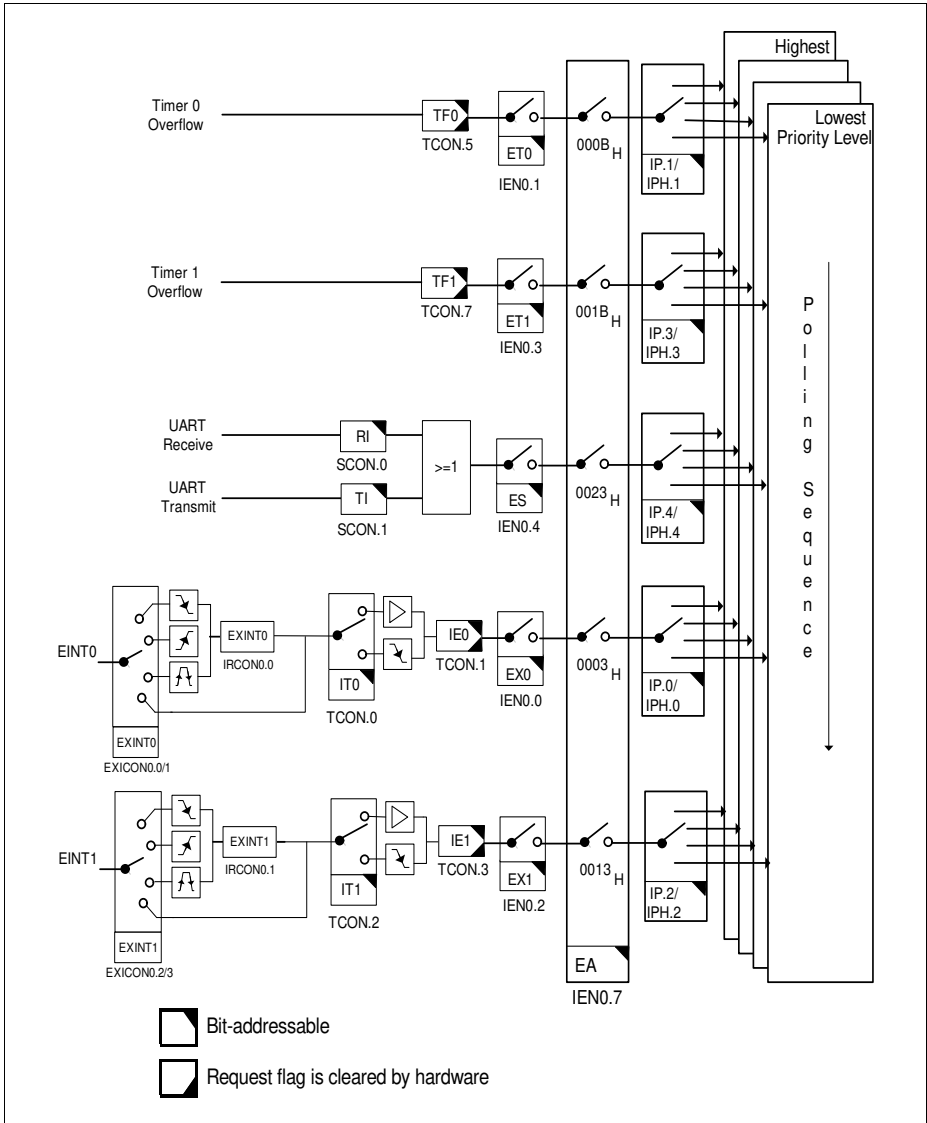 Highest
Lowest
Priority Level
Timer 0
Overflow
TF0
TCON.5
ET0
IEN0.1
000B H
IP.1/
IPH.1
Timer 1
Overflow
TF1
TCON.7
ET1
IEN0.3
001B H
IP.3/
IPH.3
Polling Sequence
UART
Receive
RI
SCON.0
UART
Transmit
TI
SCON.1
>=1
ES
IEN0.4
0023 H
IP.4/
IPH.4
EINT0
EXINT0
EXICON0.0/1
EXINT0
IRCON0.0
IT0
TCON.0
IE0
TCON.1
EX0
IEN0.0
0003 H
IP.0/
IPH.0
EINT1
EXINT1
EXICON0.2/3
EXINT1
IRCON0.1
IT1
TCON.2
IE1
TCON.3
EX1
IEN0.2
0013 H
IP.2/
IPH.2
EA
IEN0.7
Bit-addressable
Request flag is cleared by hardware